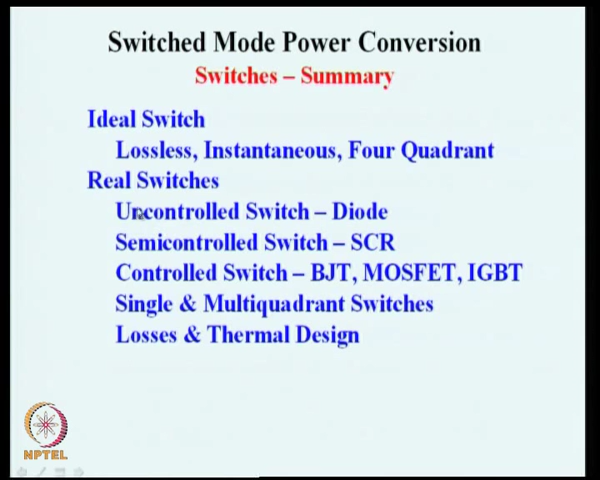 Switched Mode Power Conversion
Switches – Summary
Ideal Switch
Lossless, Instantaneous, Four Quadrant
Real Switches
Uncontrolled Switch – Diode
Semicontrolled Switch – SCR
Controlled Switch – BJT, MOSFET, IGBT
Single & Multiquadrant Switches
Losses & Thermal Design
NPTEL